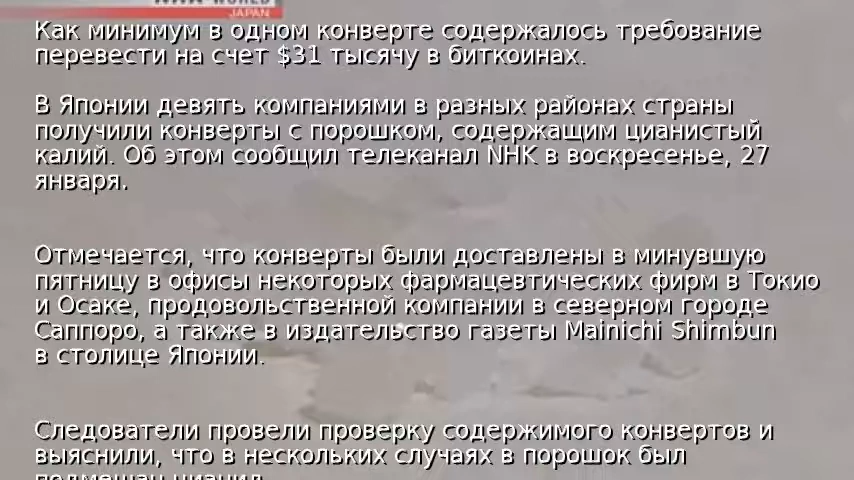 JAPAN
Как минимум в одном конверте содержалось требование
перевести на счет $31 тысячу в биткоинах.
В Японии девять компаниями в разных районах страны
получили конверты с порошком, содержащим цианистый
калий. Об этом сообщил телеканал NHK в воскресенье, 27
января.
Отмечается, что конверты были доставлены в минувшую
пятницу в офисы некоторых фармацевтических фирм в Токио
и Осаке, продовольственной компании в северном городе
Саппоро, а также в издательство газеты Mainichi Shimbun
в столице Японии.
Следователи провели проверку содержимого конвертов и
выяснили, что в нескольких случаях в порошок был